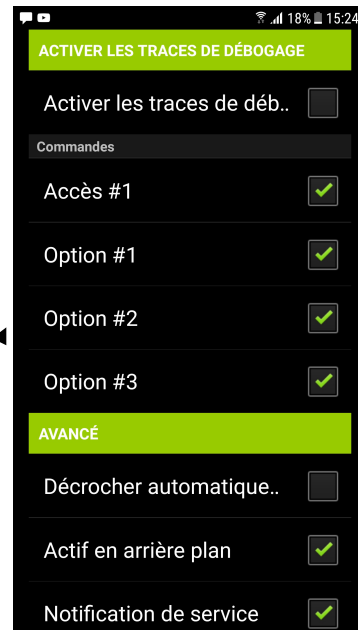 18% 15:24
ACTIVER LES TRACES DE DÉBOGAGE
Activer les traces de déb..
Commandes
Accès #1
Option #1
Option #2
Option #3
AVANCÉ
Décrocher automatique..
Actif en arrière plan
Notification de service